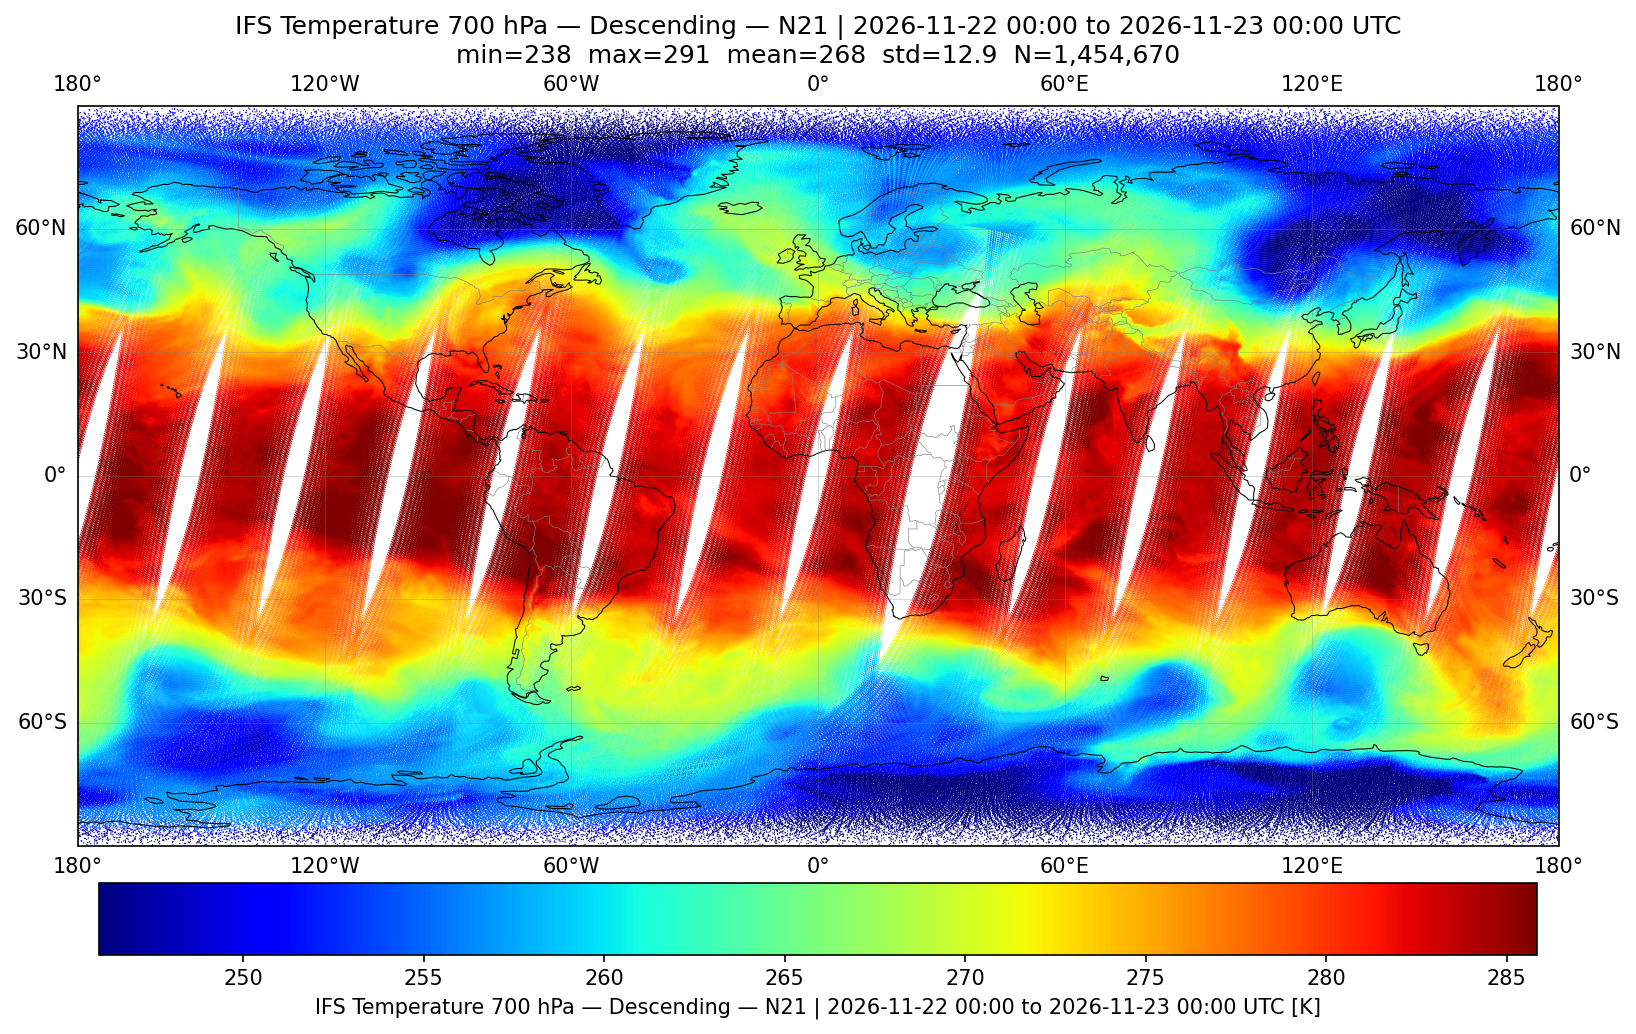 IFS Temperature 700 hPa — Descending — N21 | 2026-11-22 00:00 to 2026-11-23 00:00 UTC
min=238  max=291  mean=268  std=12.9  N=1,454,670
180° 120°W 60°W 0° 60°E 120°E 180°
60°N 60°N
30°N 30°N
0° 0°
30°S 30°S
60°S 60°S
180° 120°W 60°W 0° 60°E 120°E 180°
250 255 260 265 270 275 280 285
IFS Temperature 700 hPa — Descending — N21 | 2026-11-22 00:00 to 2026-11-23 00:00 UTC [K]